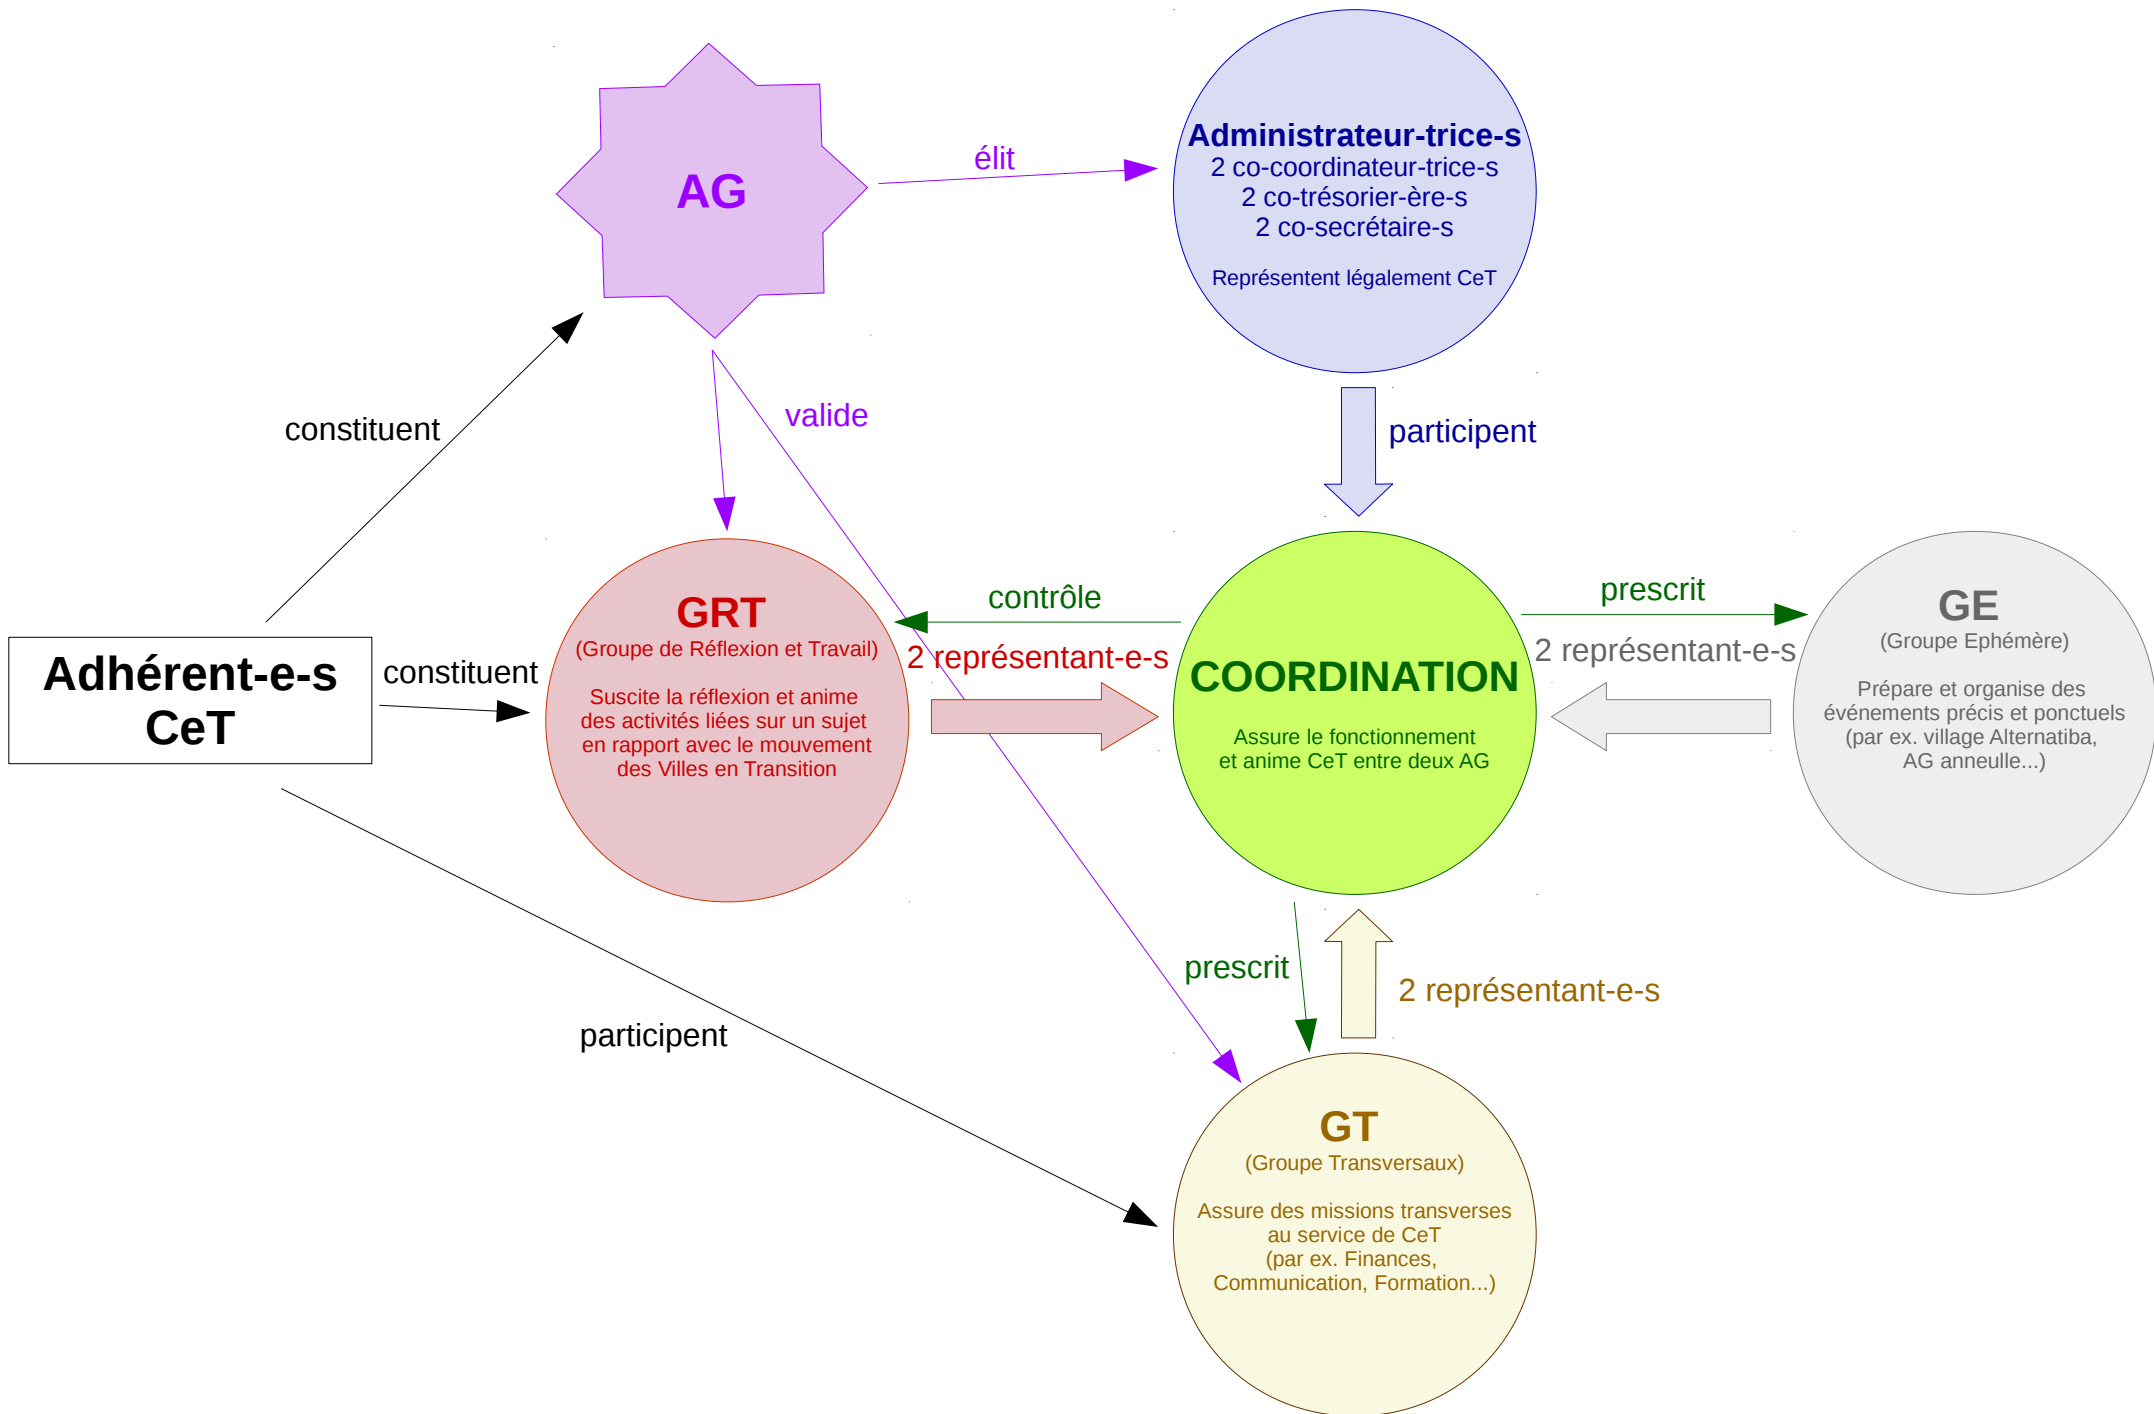 AG
élit
Administrateur-trice-s
2 co-coordinateur-trice-s
2 co-trésorier-ère-s
2 co-secrétaire-s
Représentent légalement CeT
constituent
valide
participent
Adhérent-e-s
CeT
constituent
GRT
(Groupe de Réflexion et Travail)
Suscite la réflexion et anime
des activités liées sur un sujet
en rapport avec le mouvement
des Villes en Transition
contrôle
2 représentant-e-s
COORDINATION
Assure le fonctionnement
et anime CeT entre deux AG
prescrit
2 représentant-e-s
GE
(Groupe Ephémère)
Prépare et organise des
événements précis et ponctuels
(par ex. village Alternatiba,
AG anneulle...)
participent
prescrit
2 représentant-e-s
GT
(Groupe Transversaux)
Assure des missions transverses
au service de CeT
(par ex. Finances,
Communication, Formation...)